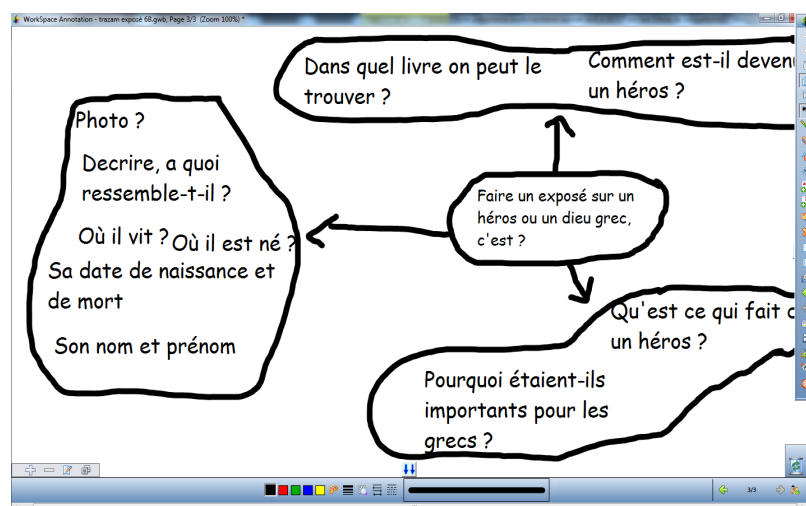 WorkSpace Annotation - trazam exposé 6B.gwb, Page 3/3 (Zoom 100%) *
Dans quel livre on peut le
trouver ?
Comment est-il deven
un héros ?
Photo ?
Decrire, a quoi
ressemble-t-il ?
Où il vit ? Où il est né ?
Sa date de naissance et
de mort
Son nom et prénom
Faire un exposé sur un
héros ou un dieu grec,
c'est ?
Qu'est ce qui fait
un héros ?
Pourquoi étaient-ils
importants pour les
grecs ?
3/3